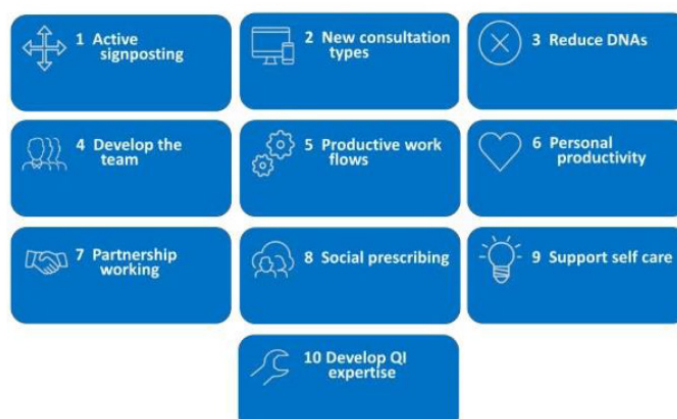 1 Active
signposting
2 New consultation
types
3 Reduce DNAs
4 Develop the
team
5 Productive work
flows
6 Personal
productivity
7 Partnership
working
8 Social prescribing
9 Support self care
10 Develop QI
expertise